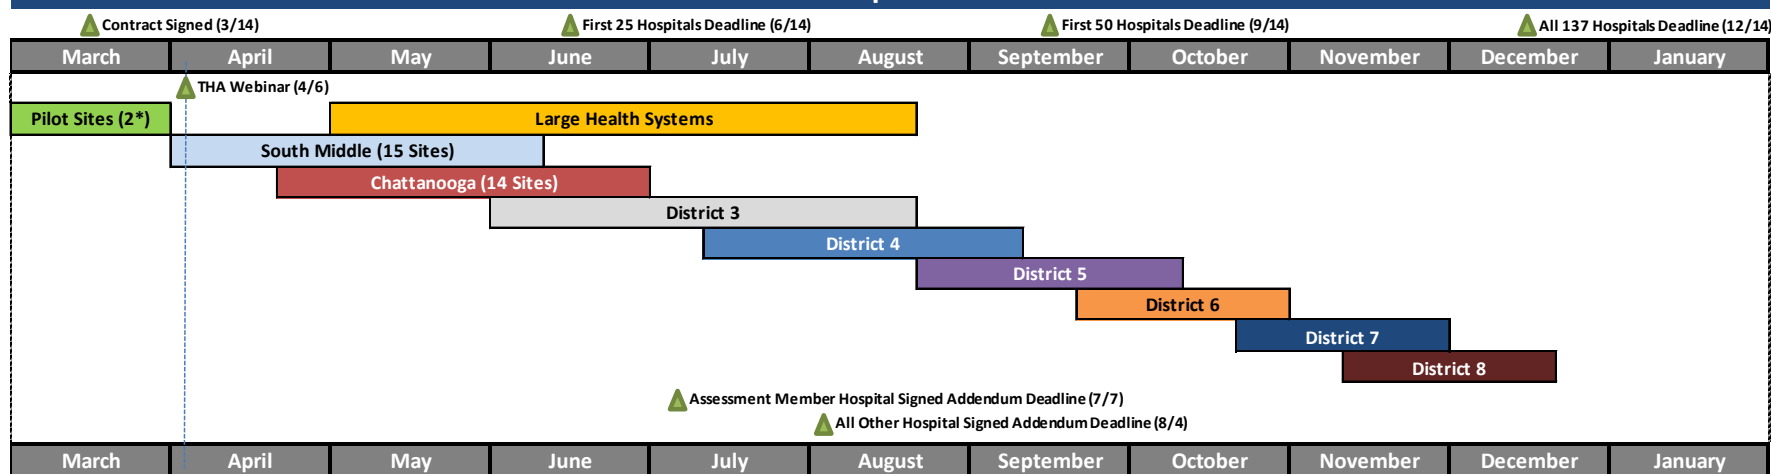 Contract Signed (3/14) First 25 Hospitals Deadline (6/14) First 50 Hospitals Deadline (9/14) All 137 Hospitals Deadline (12/14)
March April May June July August September October November December January
THA Webinar (4/6)
Pilot Sites (2*) Large Health Systems
South Middle (15 Sites)
Chattanooga (14 Sites)
District 3
District 4
District 5
District 6
District 7
District 8
Assessment Member Hospital Signed Addendum Deadline (7/7)
All Other Hospital Signed Addendum Deadline (8/4)
March April May June July August September October November December January